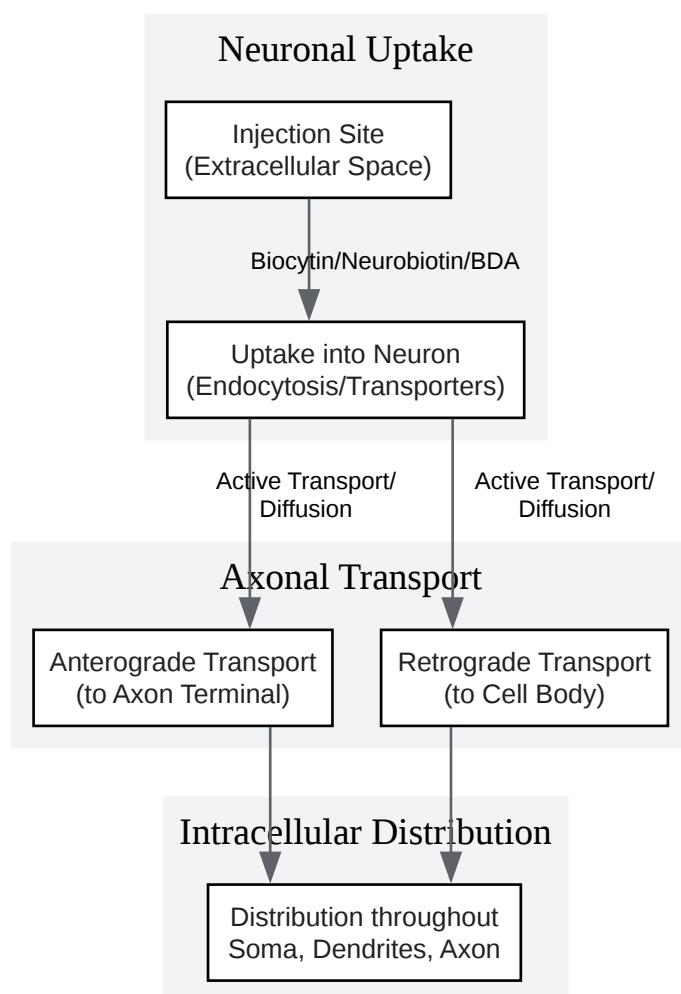 Neuronal Uptake
Injection Site
(Extracellular Space)
Biocytin/Neurobiotin/BDA
Uptake into Neuron
(Endocytosis/Transporters)
Active Transport/
Diffusion
Active Transport/
Diffusion
Axonal Transport
Anterograde Transport
(to Axon Terminal)
Retrograde Transport
(to Cell Body)
Intracellular Distribution
Distribution throughout
Soma, Dendrites, Axon